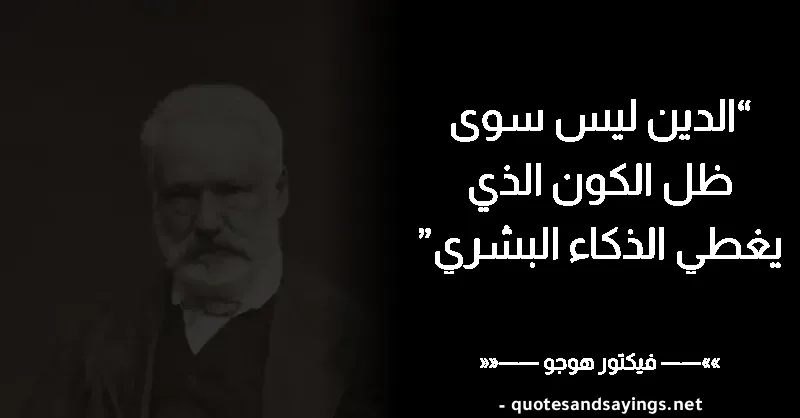 “الدين ليس سوى
ظل الكون الذي
يغطي الذكاء البشري”
»»—— فيكتور هوجو ——««
- quotesandsayings.net